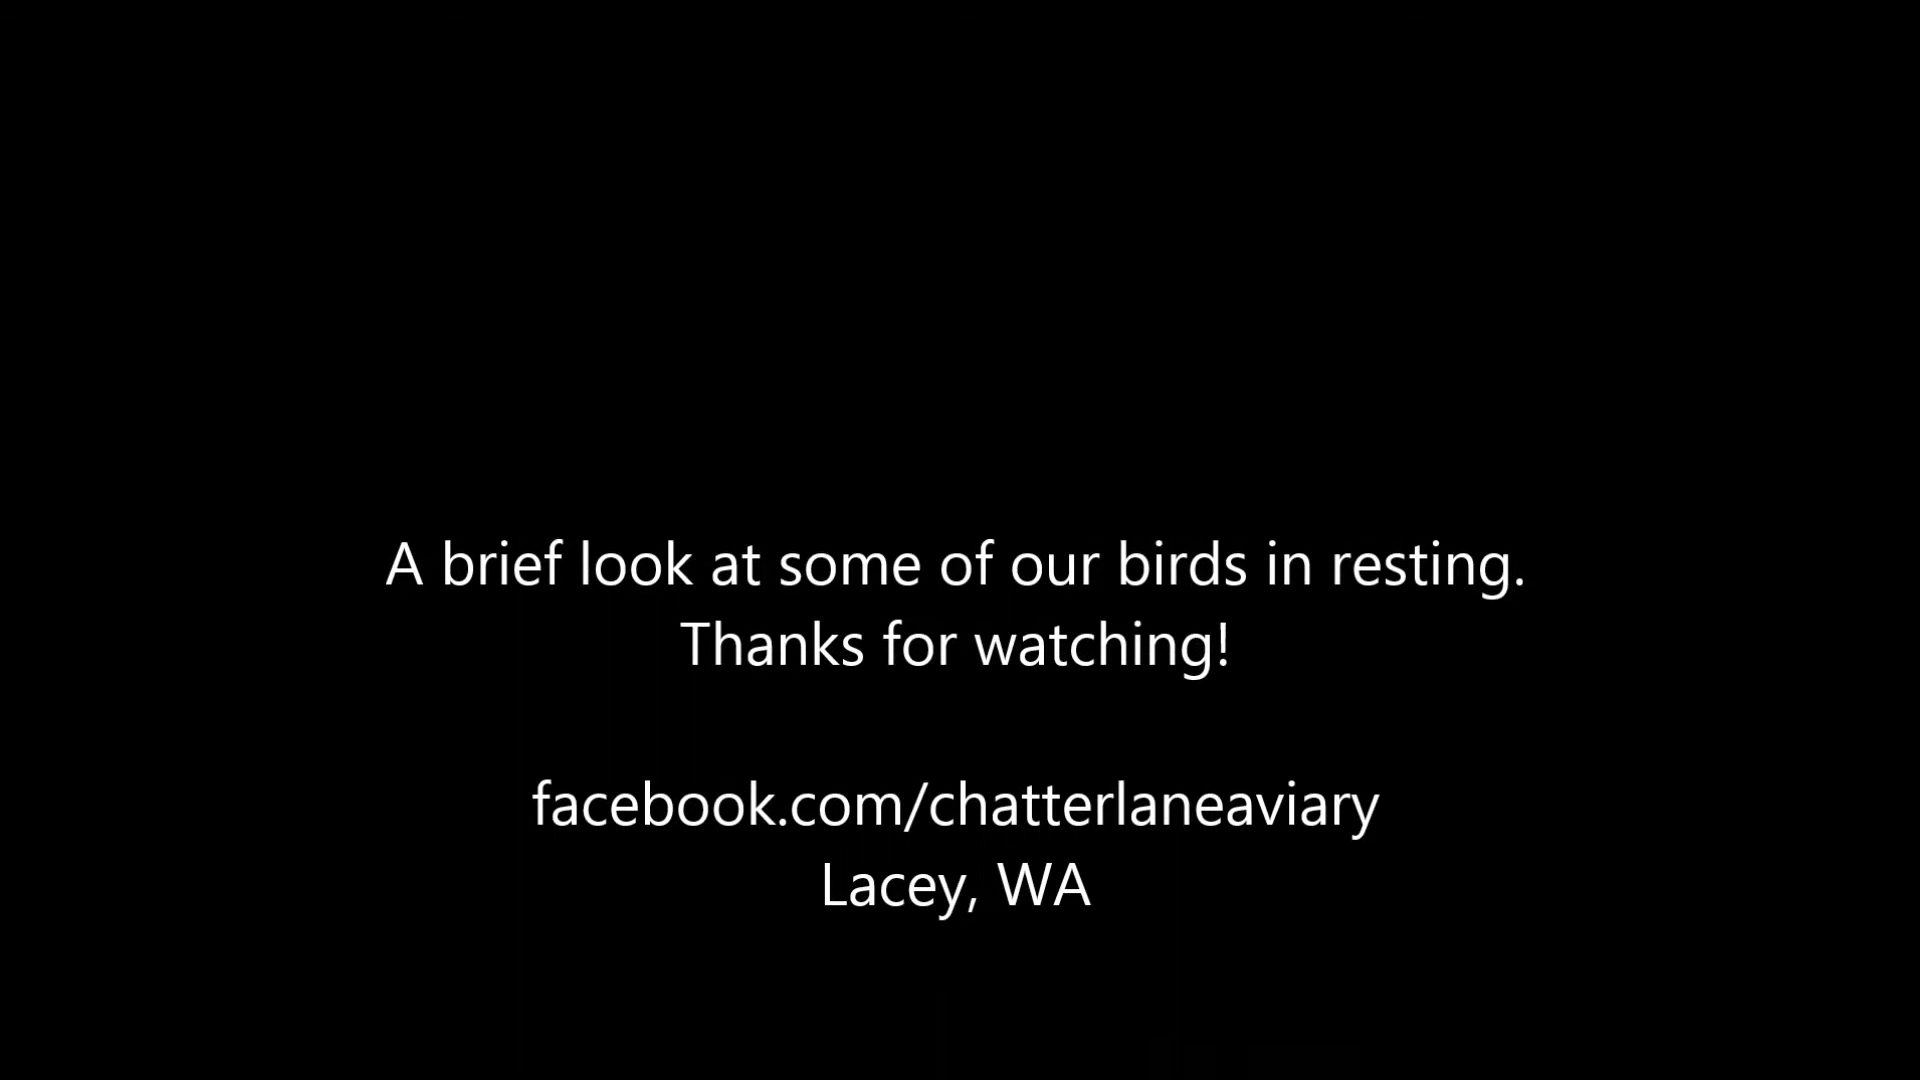 A brief look at some of our birds in resting.
Thanks for watching!
facebook.com/chatterlaneaviary
Lacey, WA